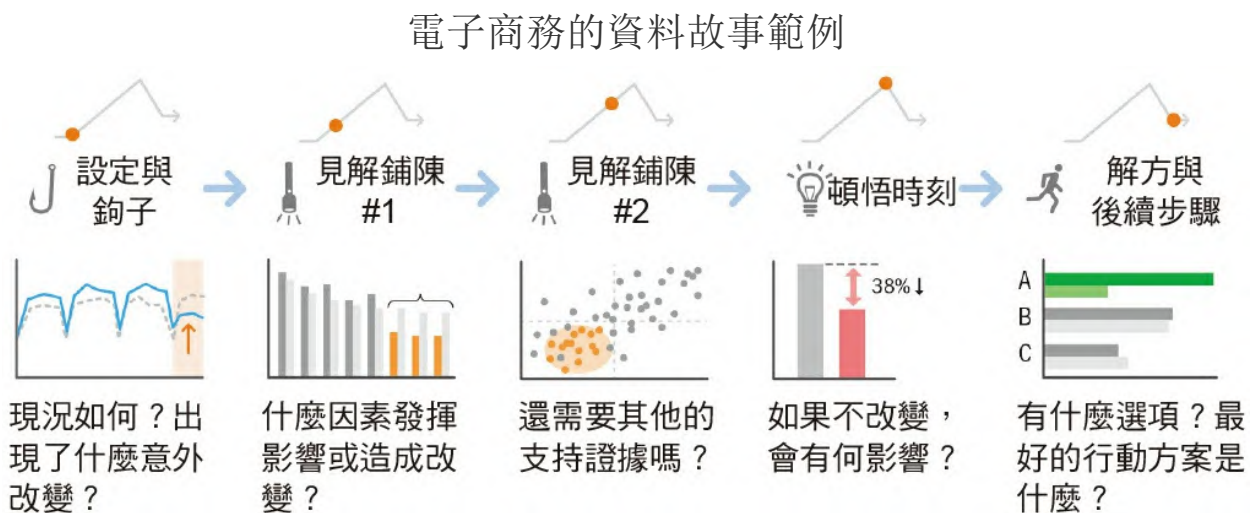 電子商務的資料故事範例
設定與
鉤子
見解鋪陳
#1
見解鋪陳
#2
頓悟時刻
解方與
後續步驟
38%↓
A
B
C
現況如何？出
現了什麼意外
改變？
什麼因素發揮
影響或造成改
變？
還需要其他的
支持證據嗎？
如果不改變，
會有何影響？
有什麼選項？最
好的行動方案是
什麼？